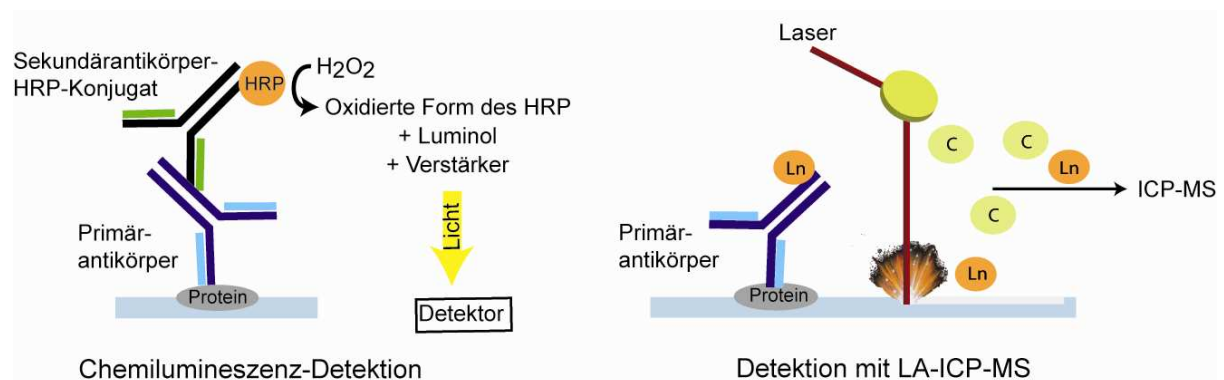 Sekundärantikörper-
HRP-Konjugat
HRP
H2O2
Oxidierte Form des HRP
+ Luminol
+ Verstärker
Licht
Detektor
Primär-
antikörper
Protein
Chemilumineszenz-Detektion
Laser
C
C
Ln
Ln
C
ICP-MS
Primär-
antikörper
Ln
Protein
Detektion mit LA-ICP-MS